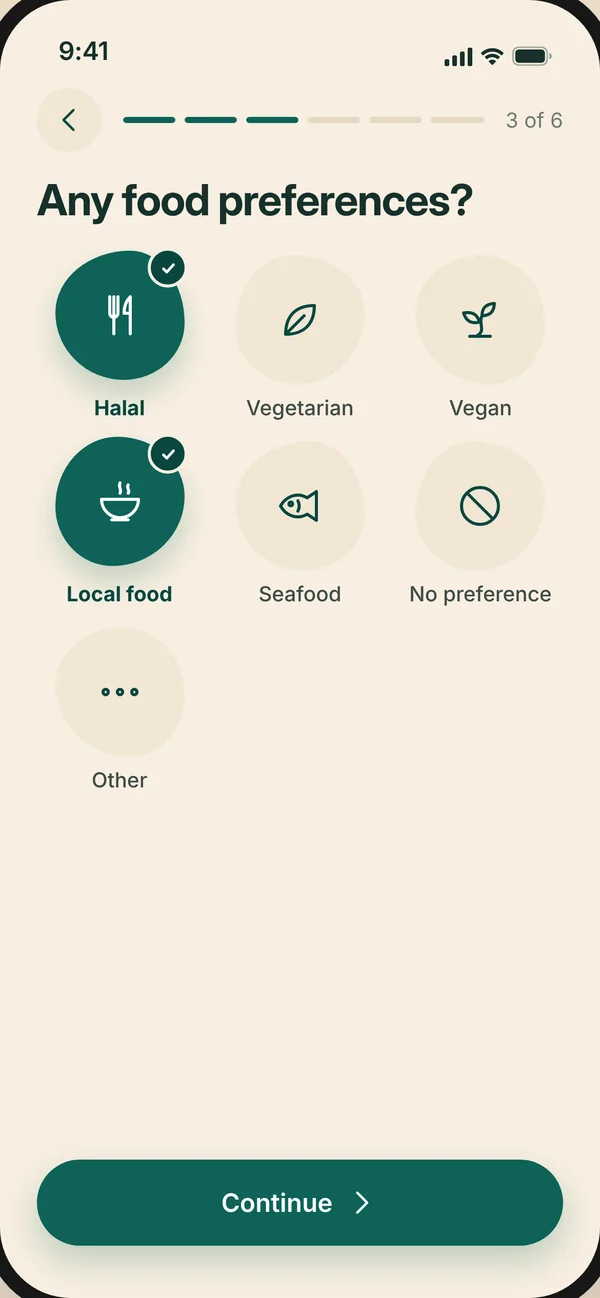 9:41
3 of 6
Any food preferences?
Halal
Vegetarian
Vegan
Local food
Seafood
No preference
Other
Continue